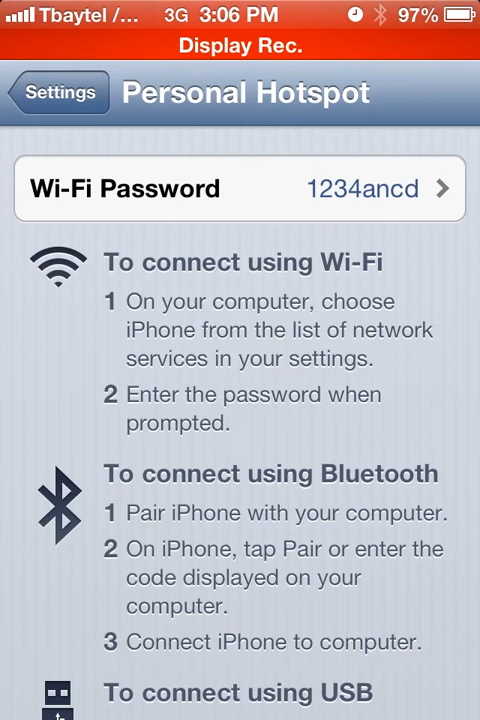 Tbaytel /... 3G 3:06 PM 97%
Display Rec.
Settings Personal Hotspot
Wi-Fi Password 1234ancd
To connect using Wi-Fi
1 On your computer, choose
iPhone from the list of network
services in your settings.
2 Enter the password when
prompted.
To connect using Bluetooth
1 Pair iPhone with your computer.
2 On iPhone, tap Pair or enter the
code displayed on your
computer.
3 Connect iPhone to computer.
To connect using USB